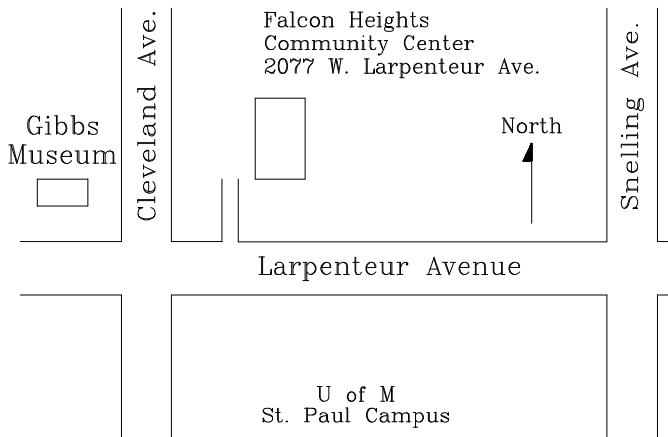 Falcon Heights
Community Center
2077 W. Larpenteur Ave.
Cleveland Ave.
Snelling Ave.
Gibbs
Museum
North
Larpenteur Avenue
U of M
St. Paul Campus